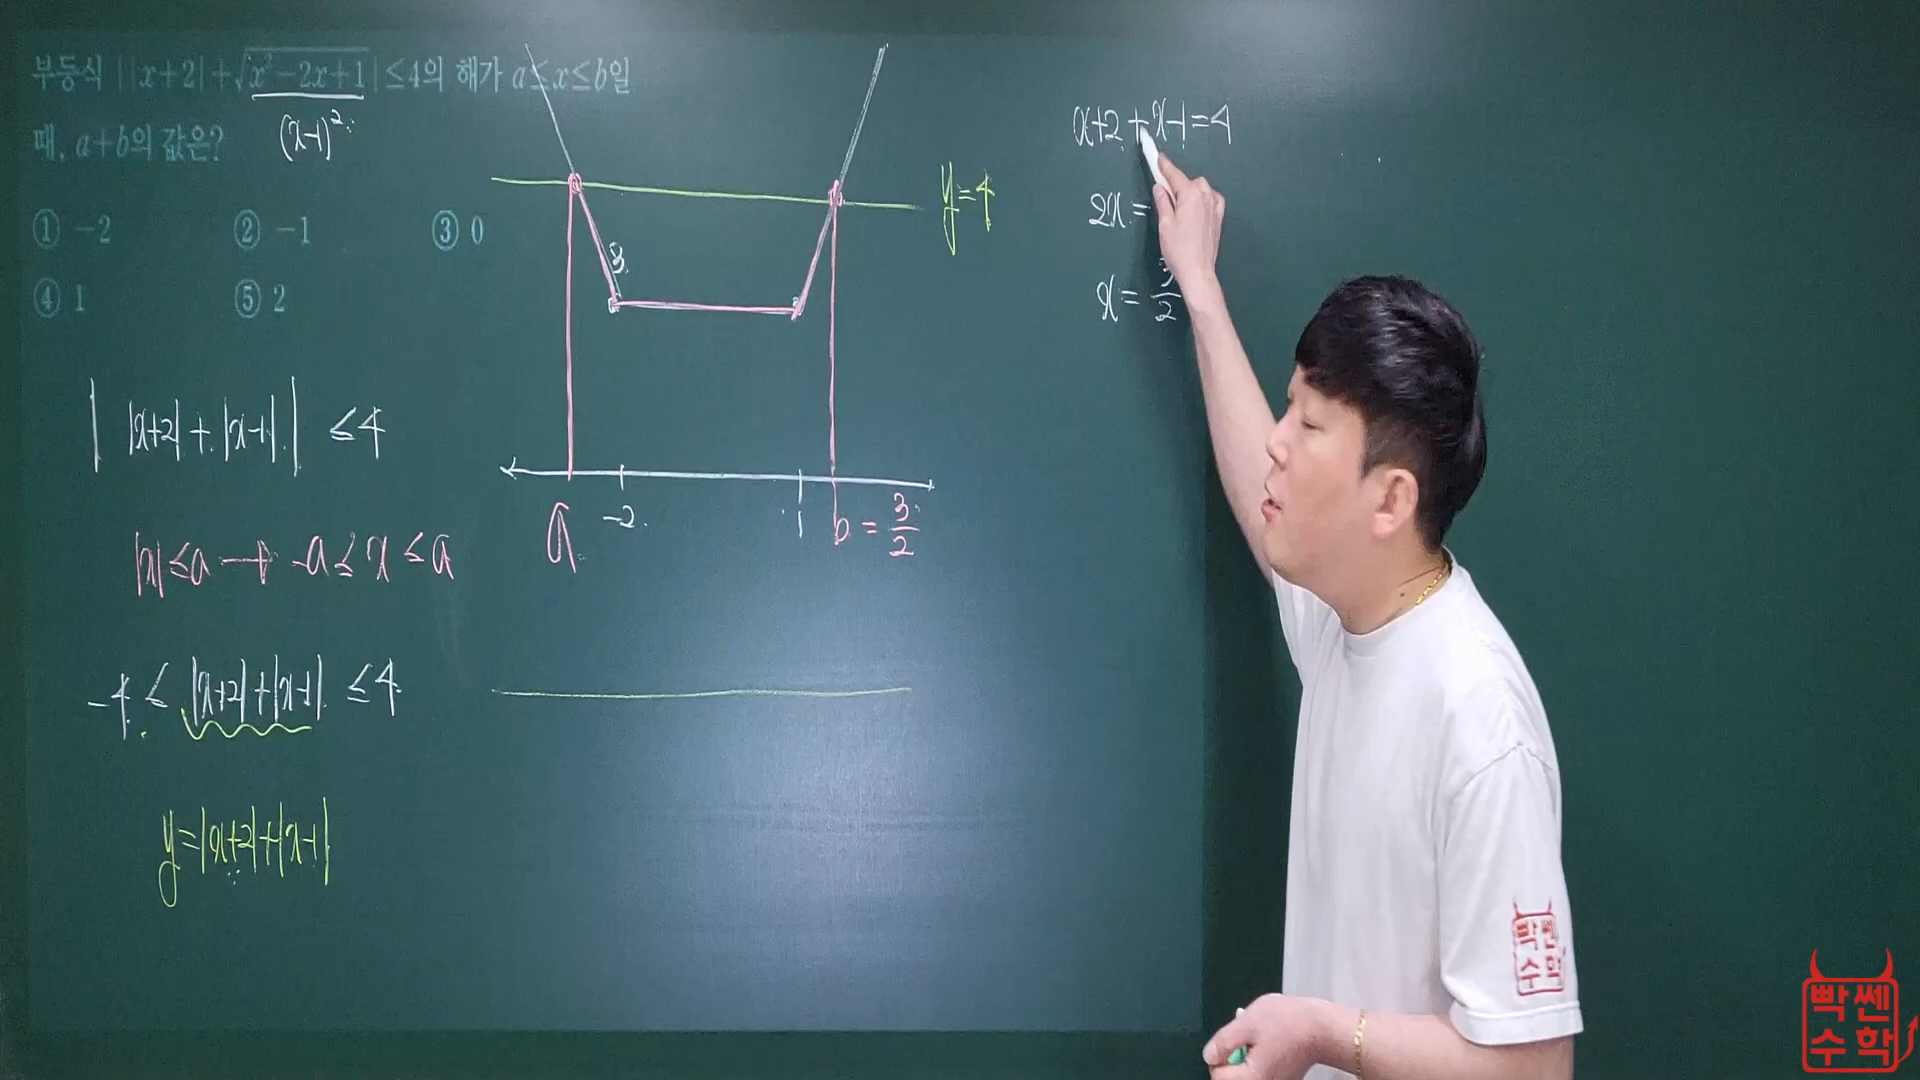 부등식 ||x+2|+√x²-2x+1|≤4의 해가 a≤x≤b일
때, a+b의 값은?
(x-1)²
① -2 ② -1 ③ 0
④ 1 ⑤ 2
| |x+2|+|x-1| | ≤4
|x|≤a → -a≤x≤a
-4≤|x+2|+|x-1|≤4
y=|x+2|+|x-1|
y=4
3
a -2 1 b=3/2
x+2+x-1=4
2x=
x=3/2
빡쎈
수학
빡쎈
수학